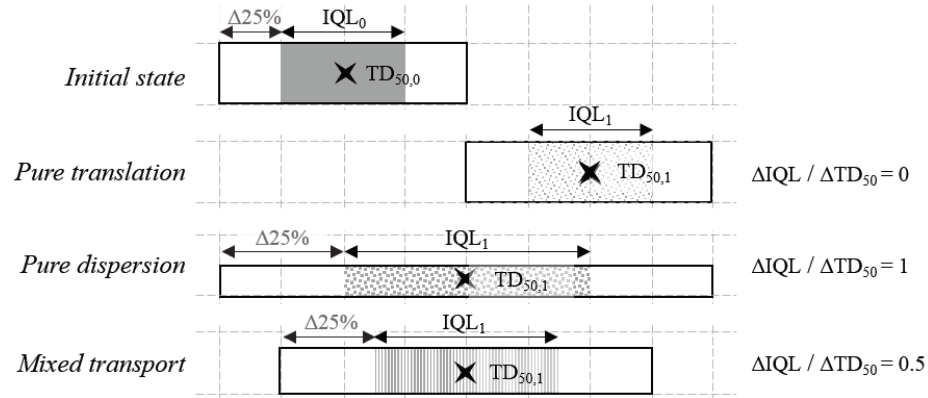 Δ25% IQL₀
Initial state TD₅₀,₀
IQL₁
Pure translation TD₅₀,₁ ΔIQL / ΔTD₅₀ = 0
Δ25% IQL₁
Pure dispersion TD₅₀,₁ ΔIQL / ΔTD₅₀ = 1
Δ25% IQL₁
Mixed transport TD₅₀,₁ ΔIQL / ΔTD₅₀ = 0.5